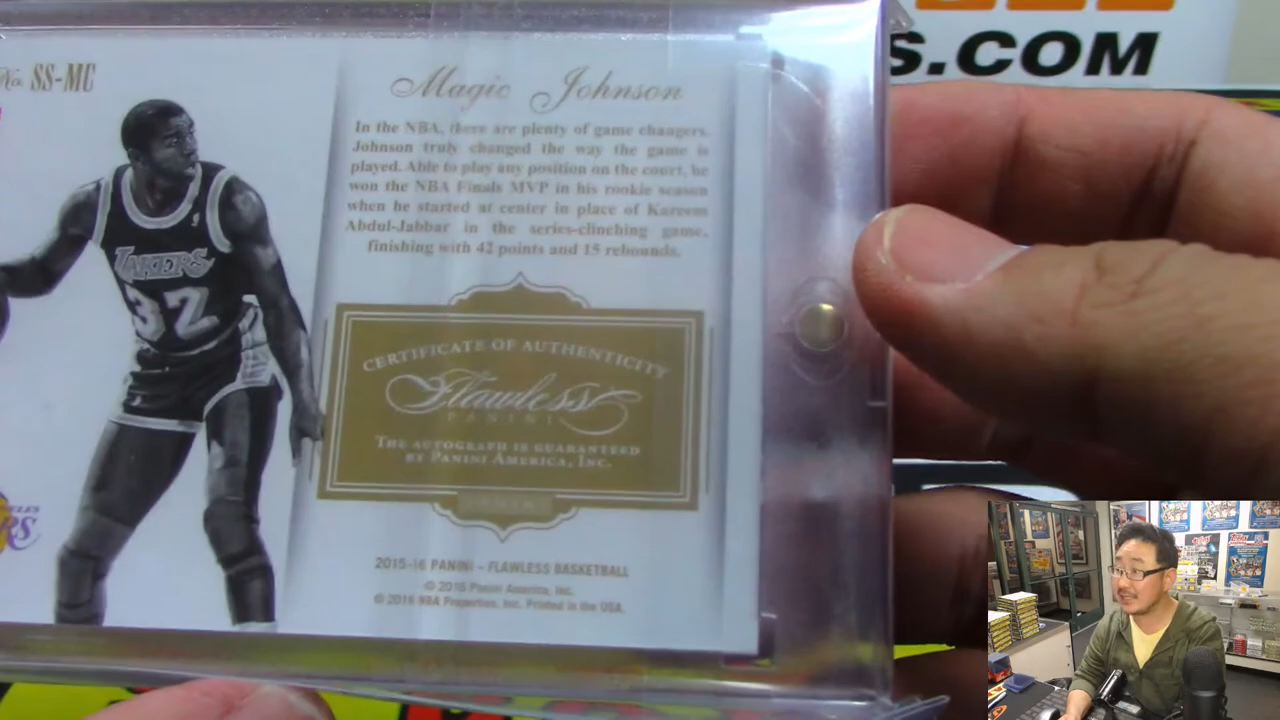 S.COM
No. SS-MC
Magic Johnson
In the NBA, there are plenty of game changers.
Johnson truly changed the way the game is
played. Able to play any position on the court, he
won the NBA Finals MVP in his rookie season
when he started at center in place of Kareem
Abdul-Jabbar in the series-clinching game,
finishing with 42 points and 15 rebounds.
LAKERS
32
CERTIFICATE OF AUTHENTICITY
Flawless
PANINI
THE AUTOGRAPH IS GUARANTEED
BY PANINI AMERICA, INC.
2015-16 PANINI – FLAWLESS BASKETBALL
© 2016 Panini America, Inc.
© 2016 NBA Properties, Inc. Printed in the USA.